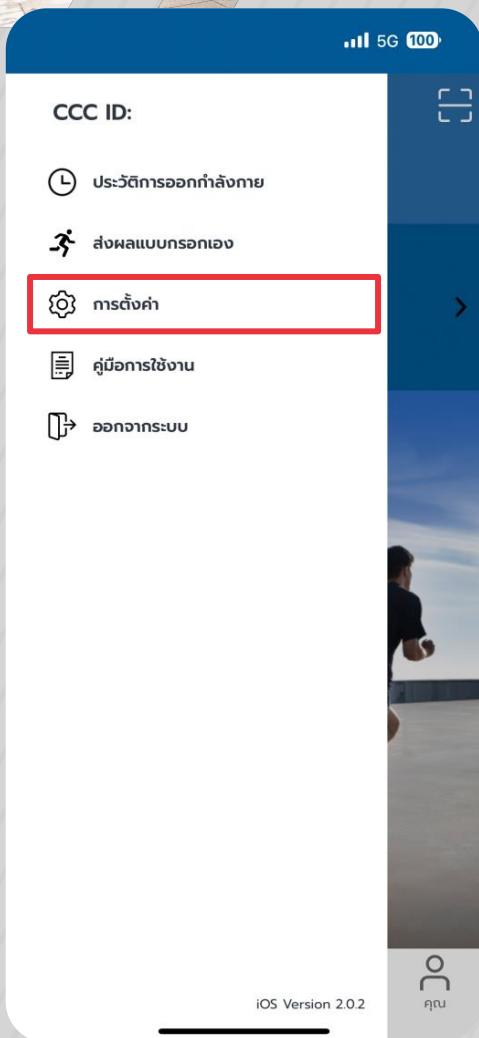 5G 100
CCC ID:
ประวัติการออกกำลังกาย
ส่งผลแบบกรอกเอง
การตั้งค่า
คู่มือการใช้งาน
ออกจากระบบ
iOS Version 2.0.2
คุณ